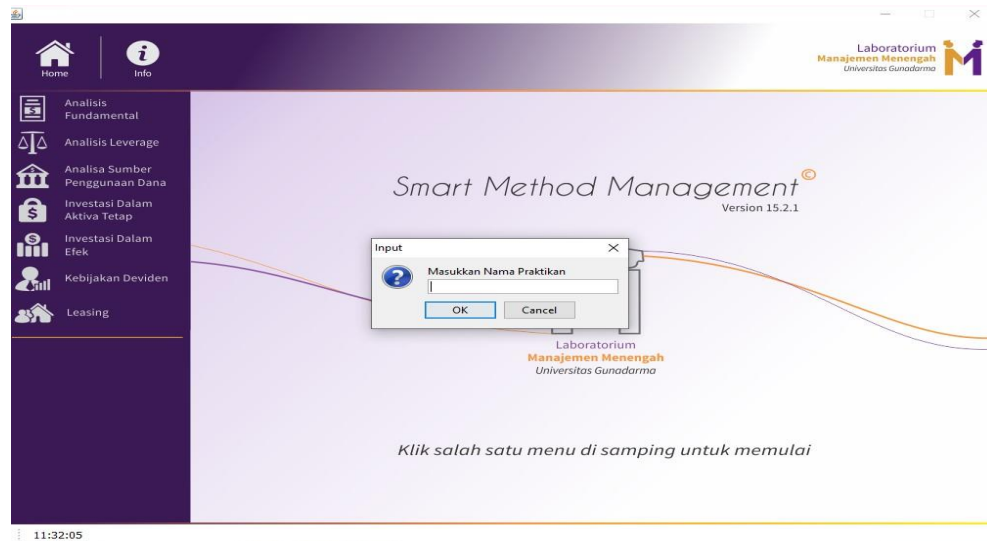 Home
Info
Laboratorium
Manajemen Menengah
Universitas Gunadarma
Analisis
Fundamental
Analisis Leverage
Analisa Sumber
Penggunaan Dana
Investasi Dalam
Aktiva Tetap
Investasi Dalam
Efek
Kebijakan Deviden
Leasing
Smart Method Management©
Version 15.2.1
Input
Masukkan Nama Praktikan
OK
Cancel
Laboratorium
Manajemen Menengah
Universitas Gunadarma
Klik salah satu menu di samping untuk memulai
11:32:05